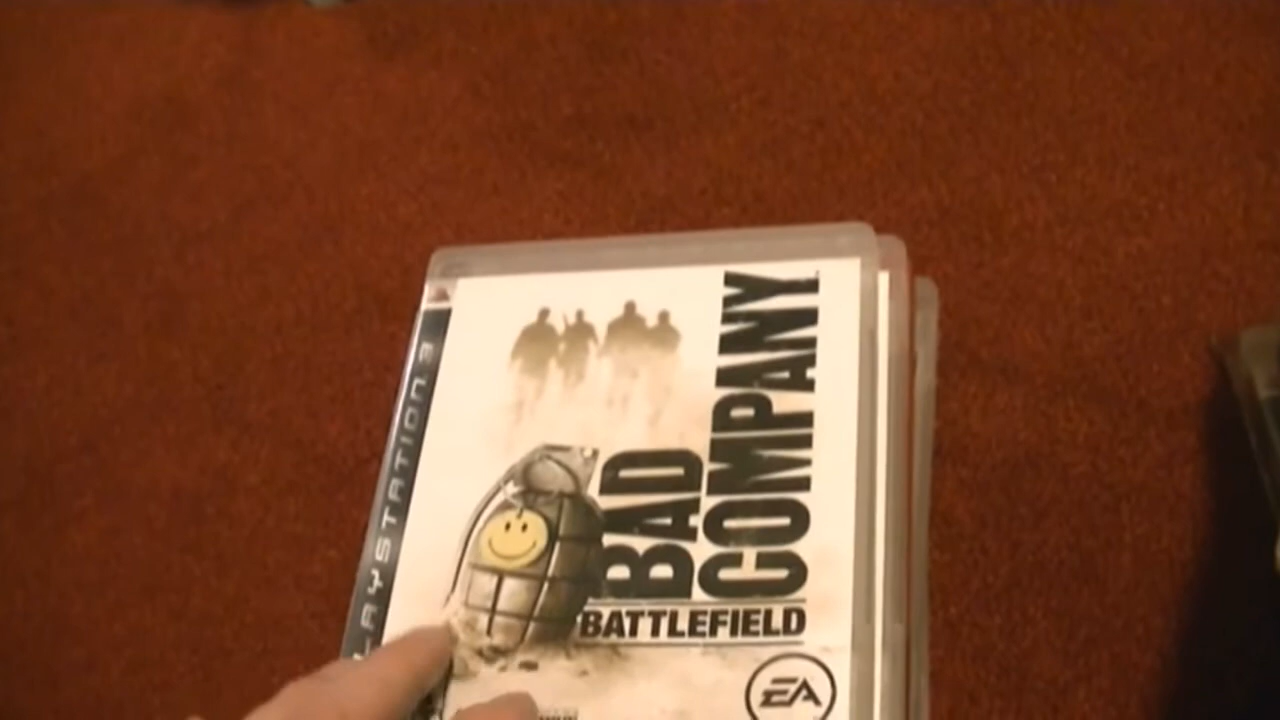 PLAYSTATION 3
BAD
COMPANY
BATTLEFIELD
EA